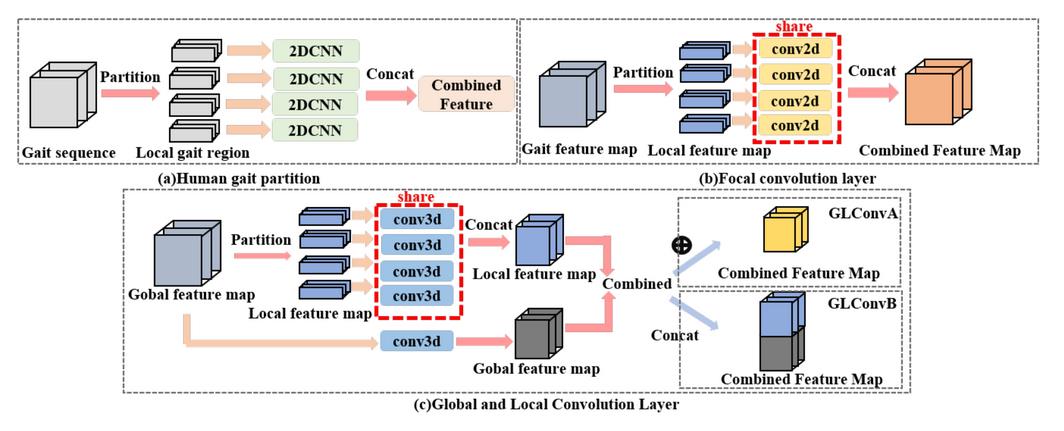 Partition
2DCNN
2DCNN
2DCNN
2DCNN
Concat
Combined
Feature
Gait sequence
Local gait region
(a)Human gait partition
share
Partition
conv2d
conv2d
conv2d
conv2d
Concat
Gait feature map
Local feature map
Combined Feature Map
(b)Focal convolution layer
share
Partition
conv3d
conv3d
conv3d
conv3d
Concat
Gobal feature map
Local feature map
Local feature map
conv3d
Gobal feature map
Combined
GLConvA
Combined Feature Map
GLConvB
Concat
Combined Feature Map
(c)Global and Local Convolution Layer